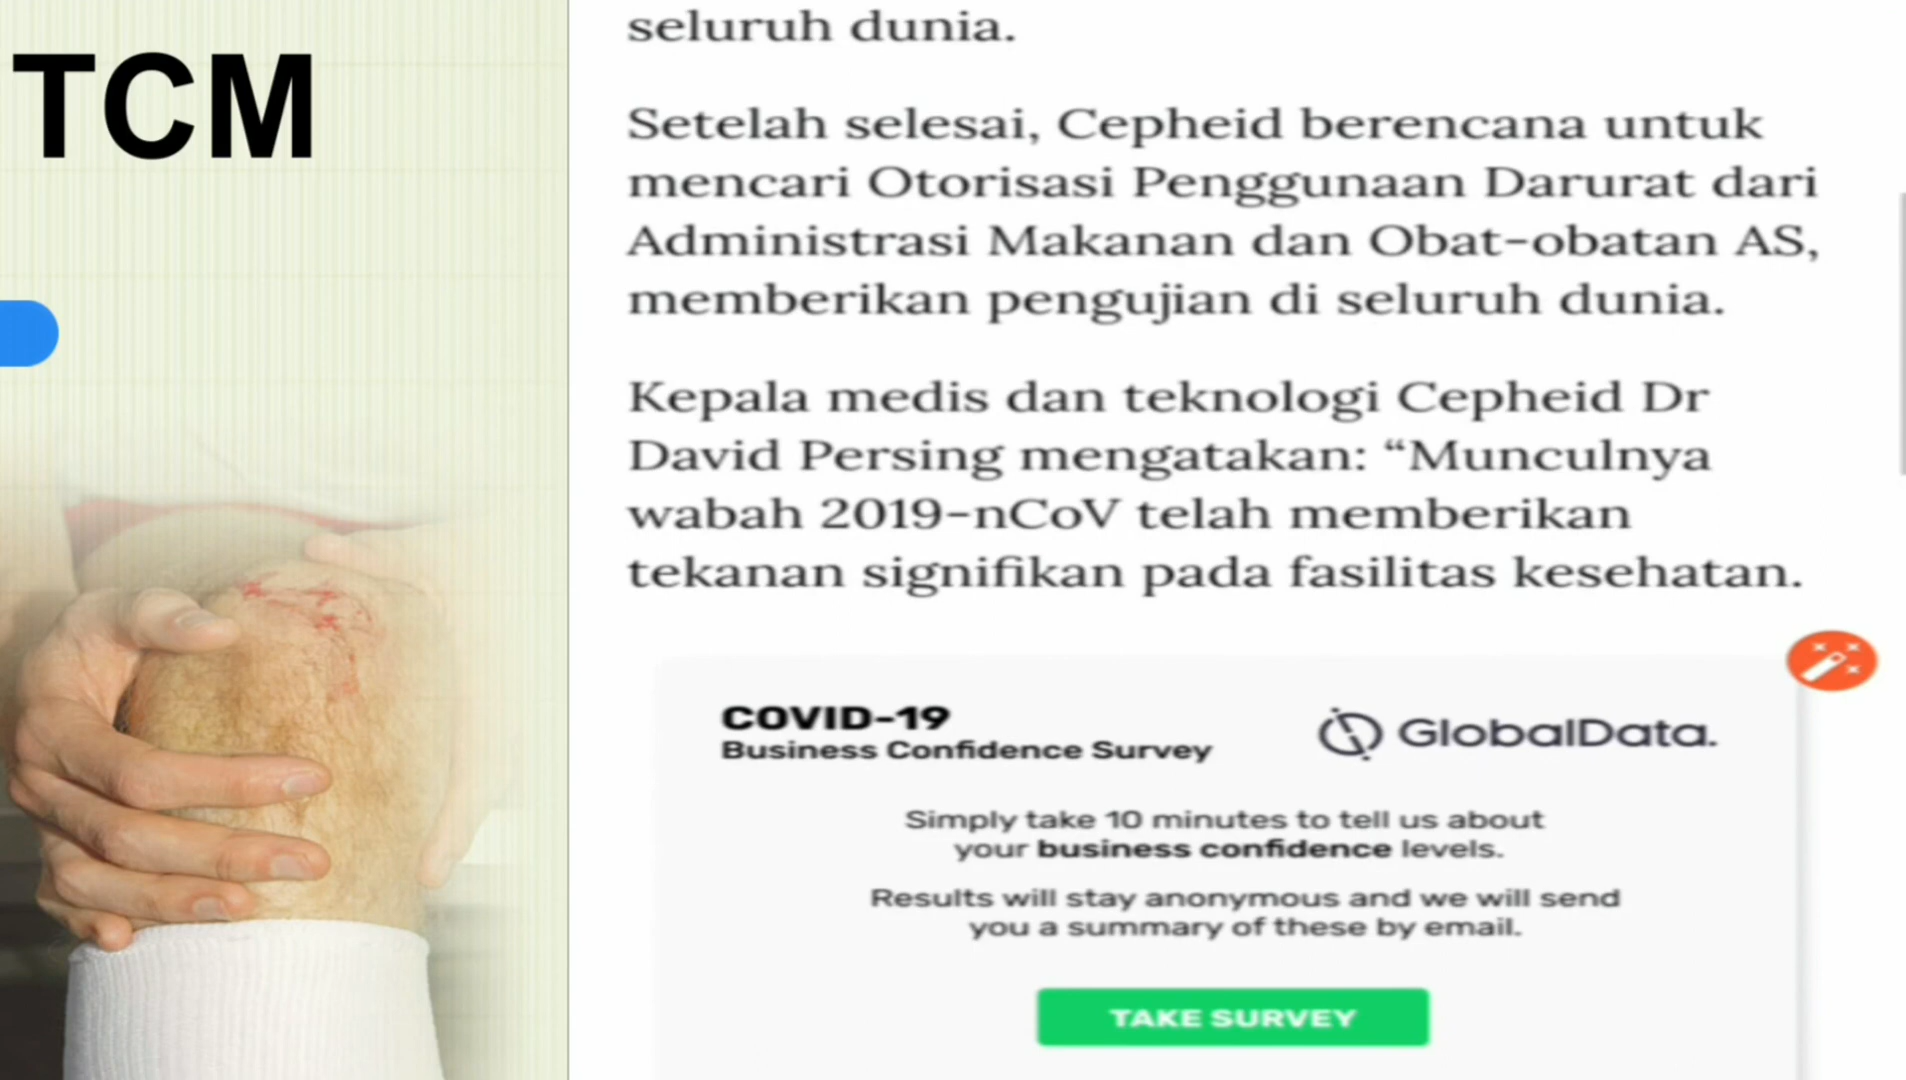 TCM
seluruh dunia.
Setelah selesai, Cepheid berencana untuk
mencari Otorisasi Penggunaan Darurat dari
Administrasi Makanan dan Obat-obatan AS,
memberikan pengujian di seluruh dunia.
Kepala medis dan teknologi Cepheid Dr
David Persing mengatakan: “Munculnya
wabah 2019-nCoV telah memberikan
tekanan signifikan pada fasilitas kesehatan.
COVID-19
Business Confidence Survey
GlobalData.
Simply take 10 minutes to tell us about
your business confidence levels.
Results will stay anonymous and we will send
you a summary of these by email.
TAKE SURVEY